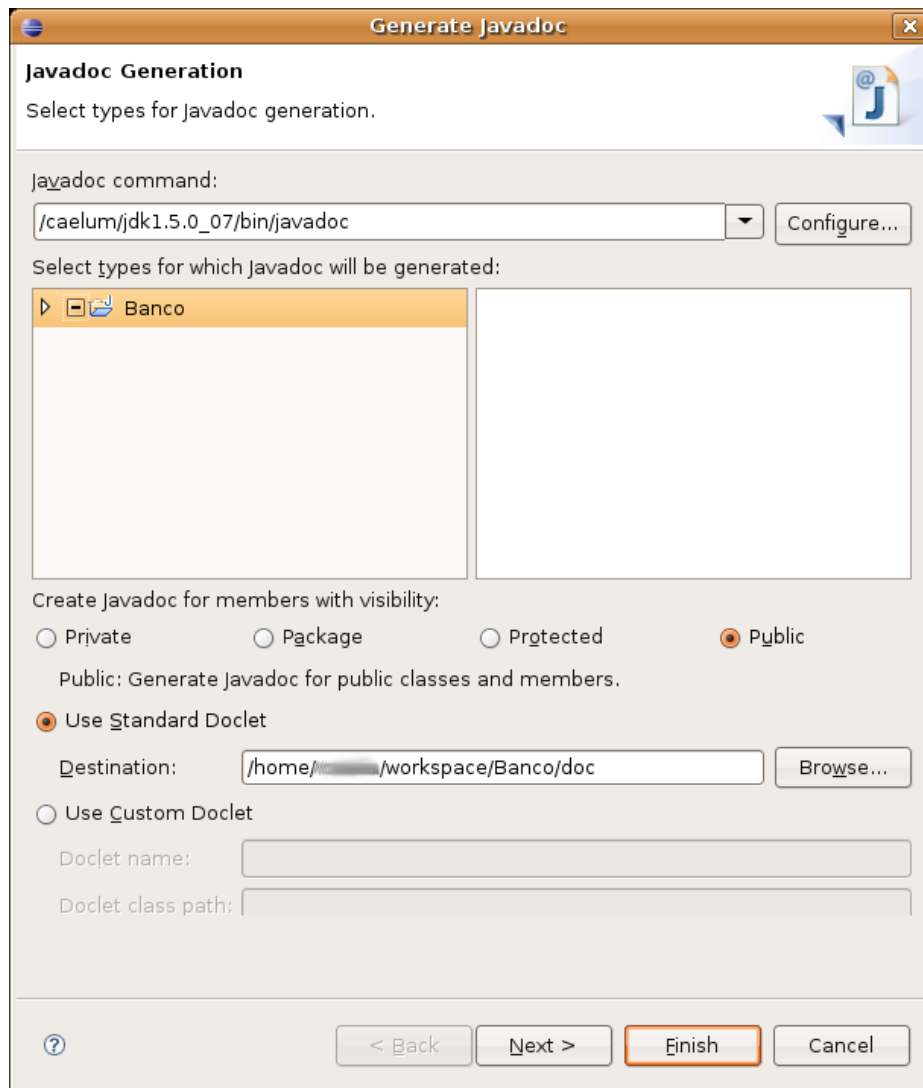 Generate Javadoc
Javadoc Generation
Select types for Javadoc generation.
Javadoc command:
/caelum/jdk1.5.0_07/bin/javadoc
Configure...
Select types for which Javadoc will be generated:
Banco
Create Javadoc for members with visibility:
Private Package Protected Public
Public: Generate Javadoc for public classes and members.
Use Standard Doclet
Destination: /home/ /workspace/Banco/doc Browse...
Use Custom Doclet
Doclet name:
Doclet class path:
< Back Next > Finish Cancel